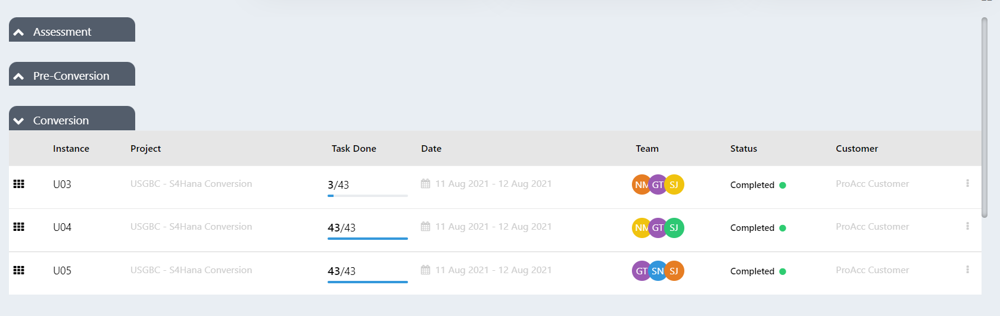 Assessment
Pre-Conversion
Conversion
Instance Project Task Done Date Team Status Customer
U03 USGBC - S4Hana Conversion 3/43 11 Aug 2021 - 12 Aug 2021 NM GT SJ Completed ProAcc Customer
U04 USGBC - S4Hana Conversion 43/43 11 Aug 2021 - 12 Aug 2021 NM GT SJ Completed ProAcc Customer
U05 USGBC - S4Hana Conversion 43/43 11 Aug 2021 - 12 Aug 2021 GT SN SJ Completed ProAcc Customer